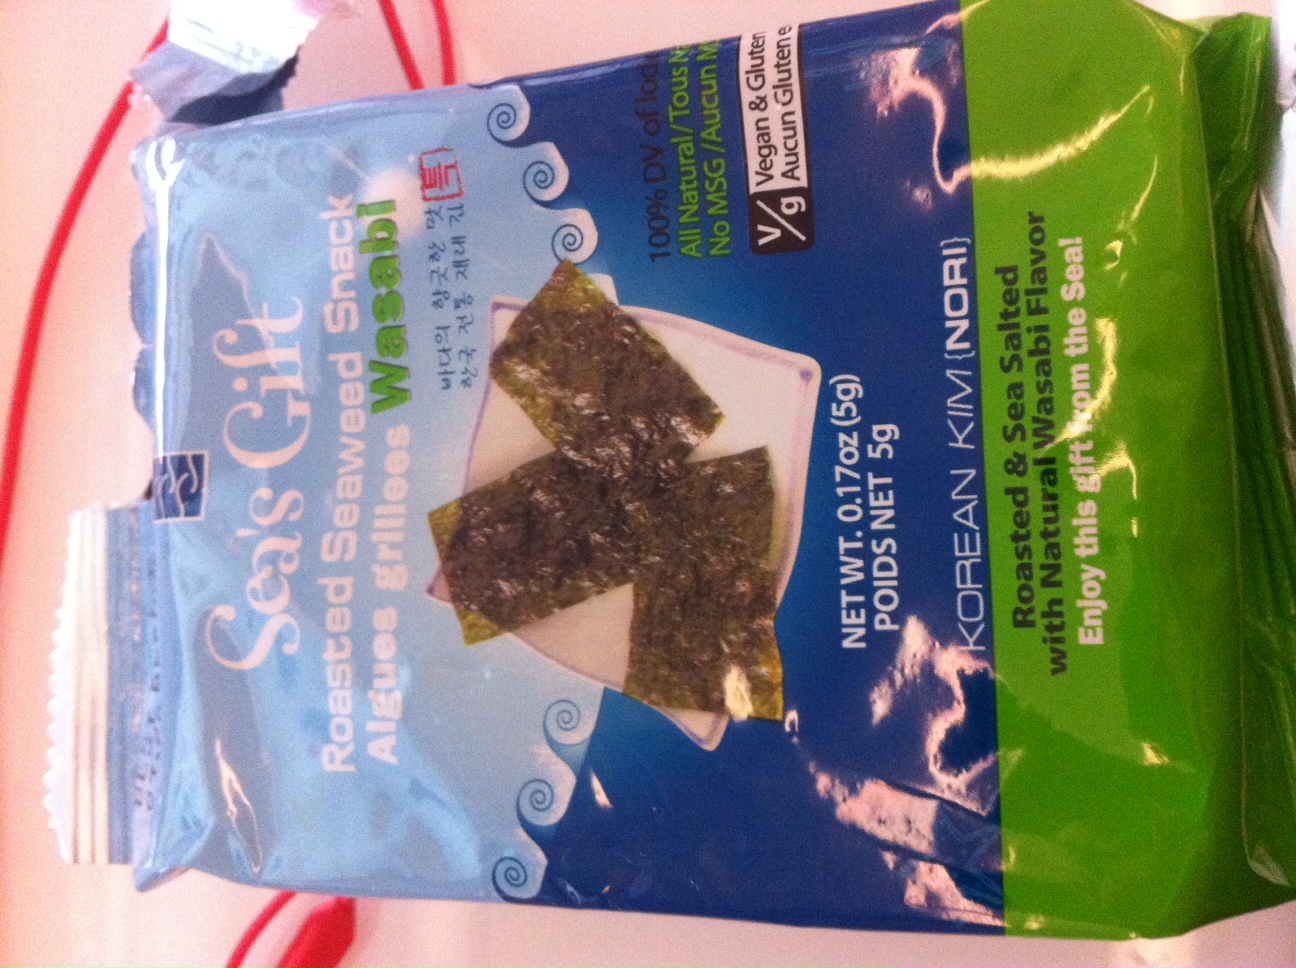 Sea's Gift
Roasted Seaweed Snack
Algues grillees Wasabi
바다의 향긋한 맛
한국 전통 재래 김
특
100% DV of
All Natural/Tous
No MSG /Aucun
V/g
Vegan & Gluten
Aucun Gluten
NET WT. 0.17oz (5g)
POIDS NET 5g
KOREAN KIM {NORI}
Roasted & Sea Salted
with Natural Wasabi Flavor
Enjoy this gift from the Sea!